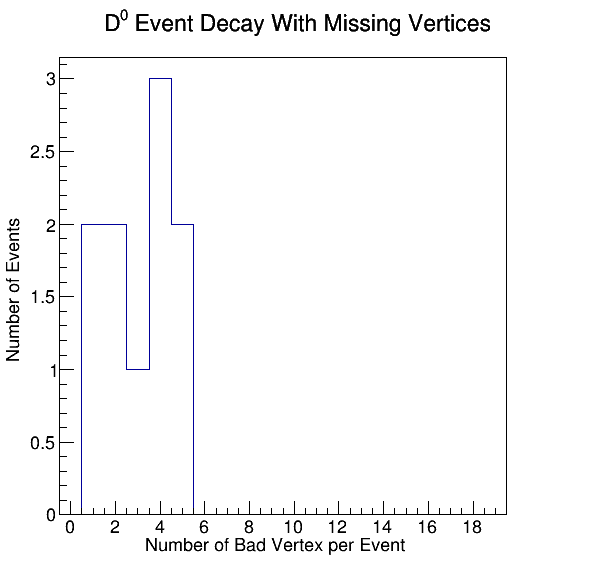 D⁰ Event Decay With Missing Vertices
Number of Events
3
2.5
2
1.5
1
0.5
0
0 2 4 6 8 10 12 14 16 18
Number of Bad Vertex per Event